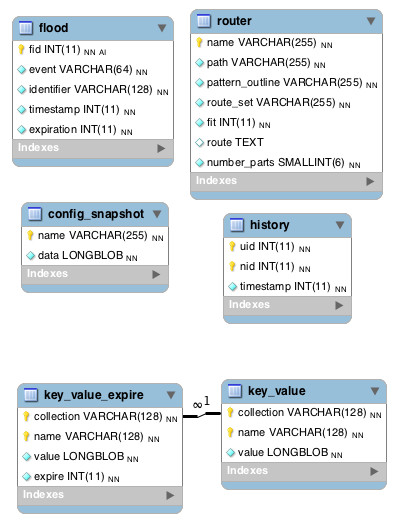 flood
fid INT(11) NN AI
event VARCHAR(64) NN
identifier VARCHAR(128) NN
timestamp INT(11) NN
expiration INT(11) NN
Indexes
router
name VARCHAR(255) NN
path VARCHAR(255) NN
pattern_outline VARCHAR(255) NN
route_set VARCHAR(255) NN
fit INT(11) NN
route TEXT
number_parts SMALLINT(6) NN
Indexes
config_snapshot
name VARCHAR(255) NN
data LONGBLOB NN
Indexes
history
uid INT(11) NN
nid INT(11) NN
timestamp INT(11) NN
Indexes
key_value_expire
collection VARCHAR(128) NN
name VARCHAR(128) NN
value LONGBLOB NN
expire INT(11) NN
Indexes
∞ 1
key_value
collection VARCHAR(128) NN
name VARCHAR(128) NN
value LONGBLOB NN
Indexes